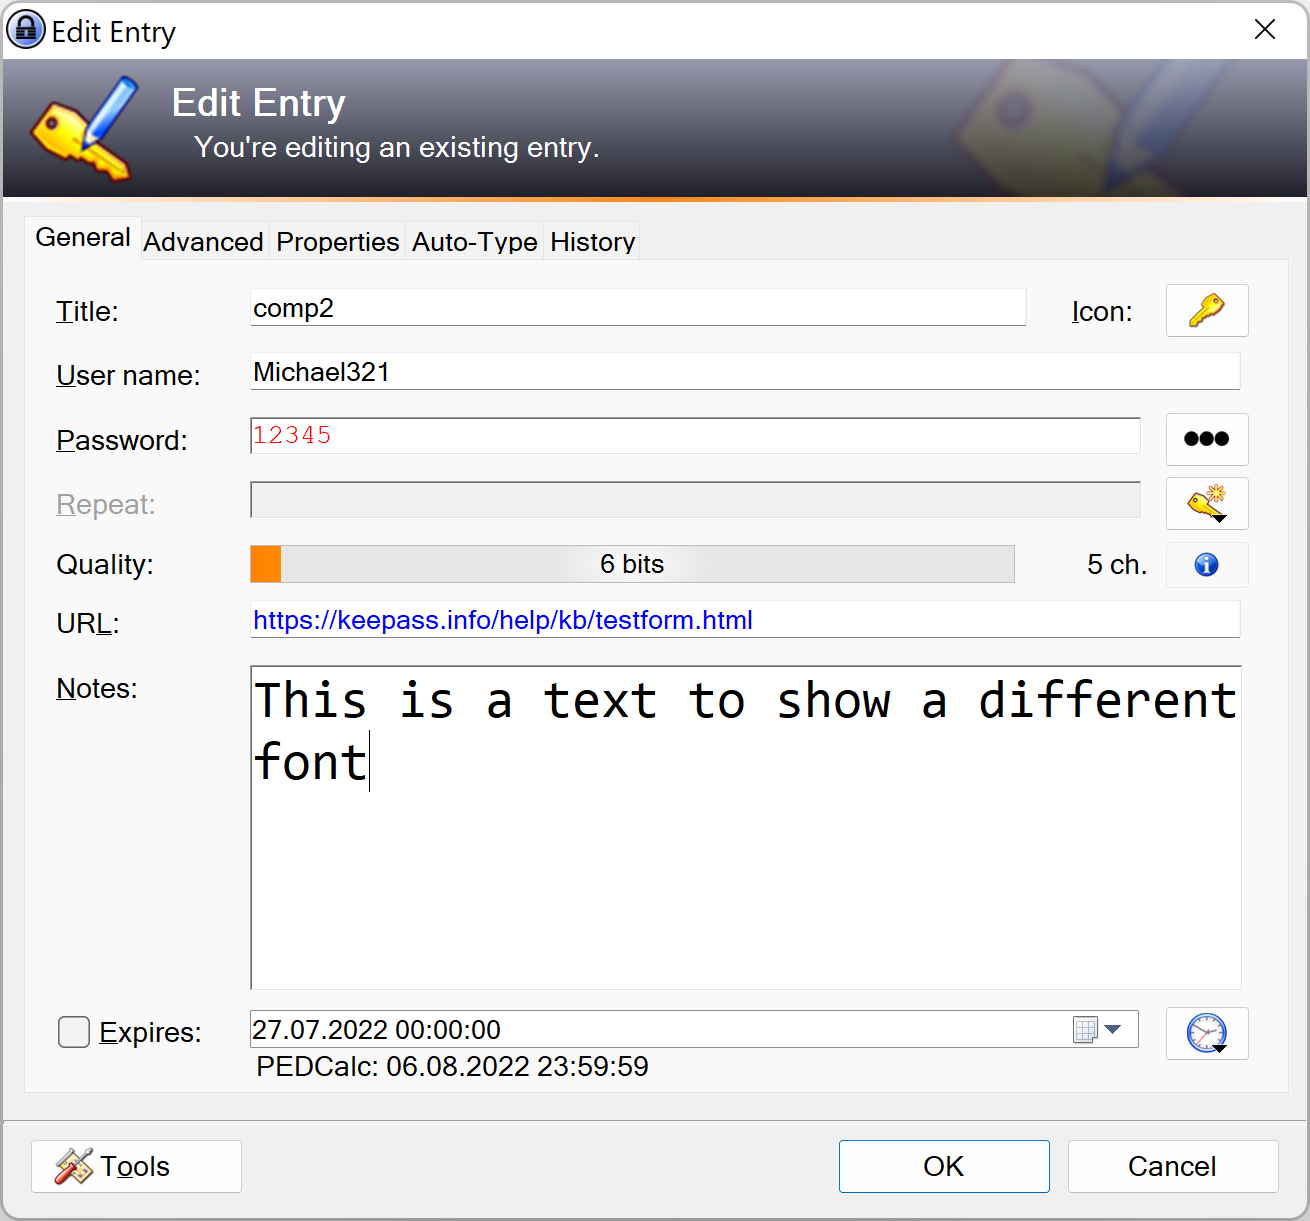 Edit Entry
Edit Entry
You're editing an existing entry.
General Advanced Properties Auto-Type History
Title: comp2 Icon:
User name: Michael321
Password: 12345
Repeat:
Quality: 6 bits 5 ch.
URL: https://keepass.info/help/kb/testform.html
Notes: This is a text to show a different
font
Expires: 27.07.2022 00:00:00
PEDCalc: 06.08.2022 23:59:59
Tools OK Cancel